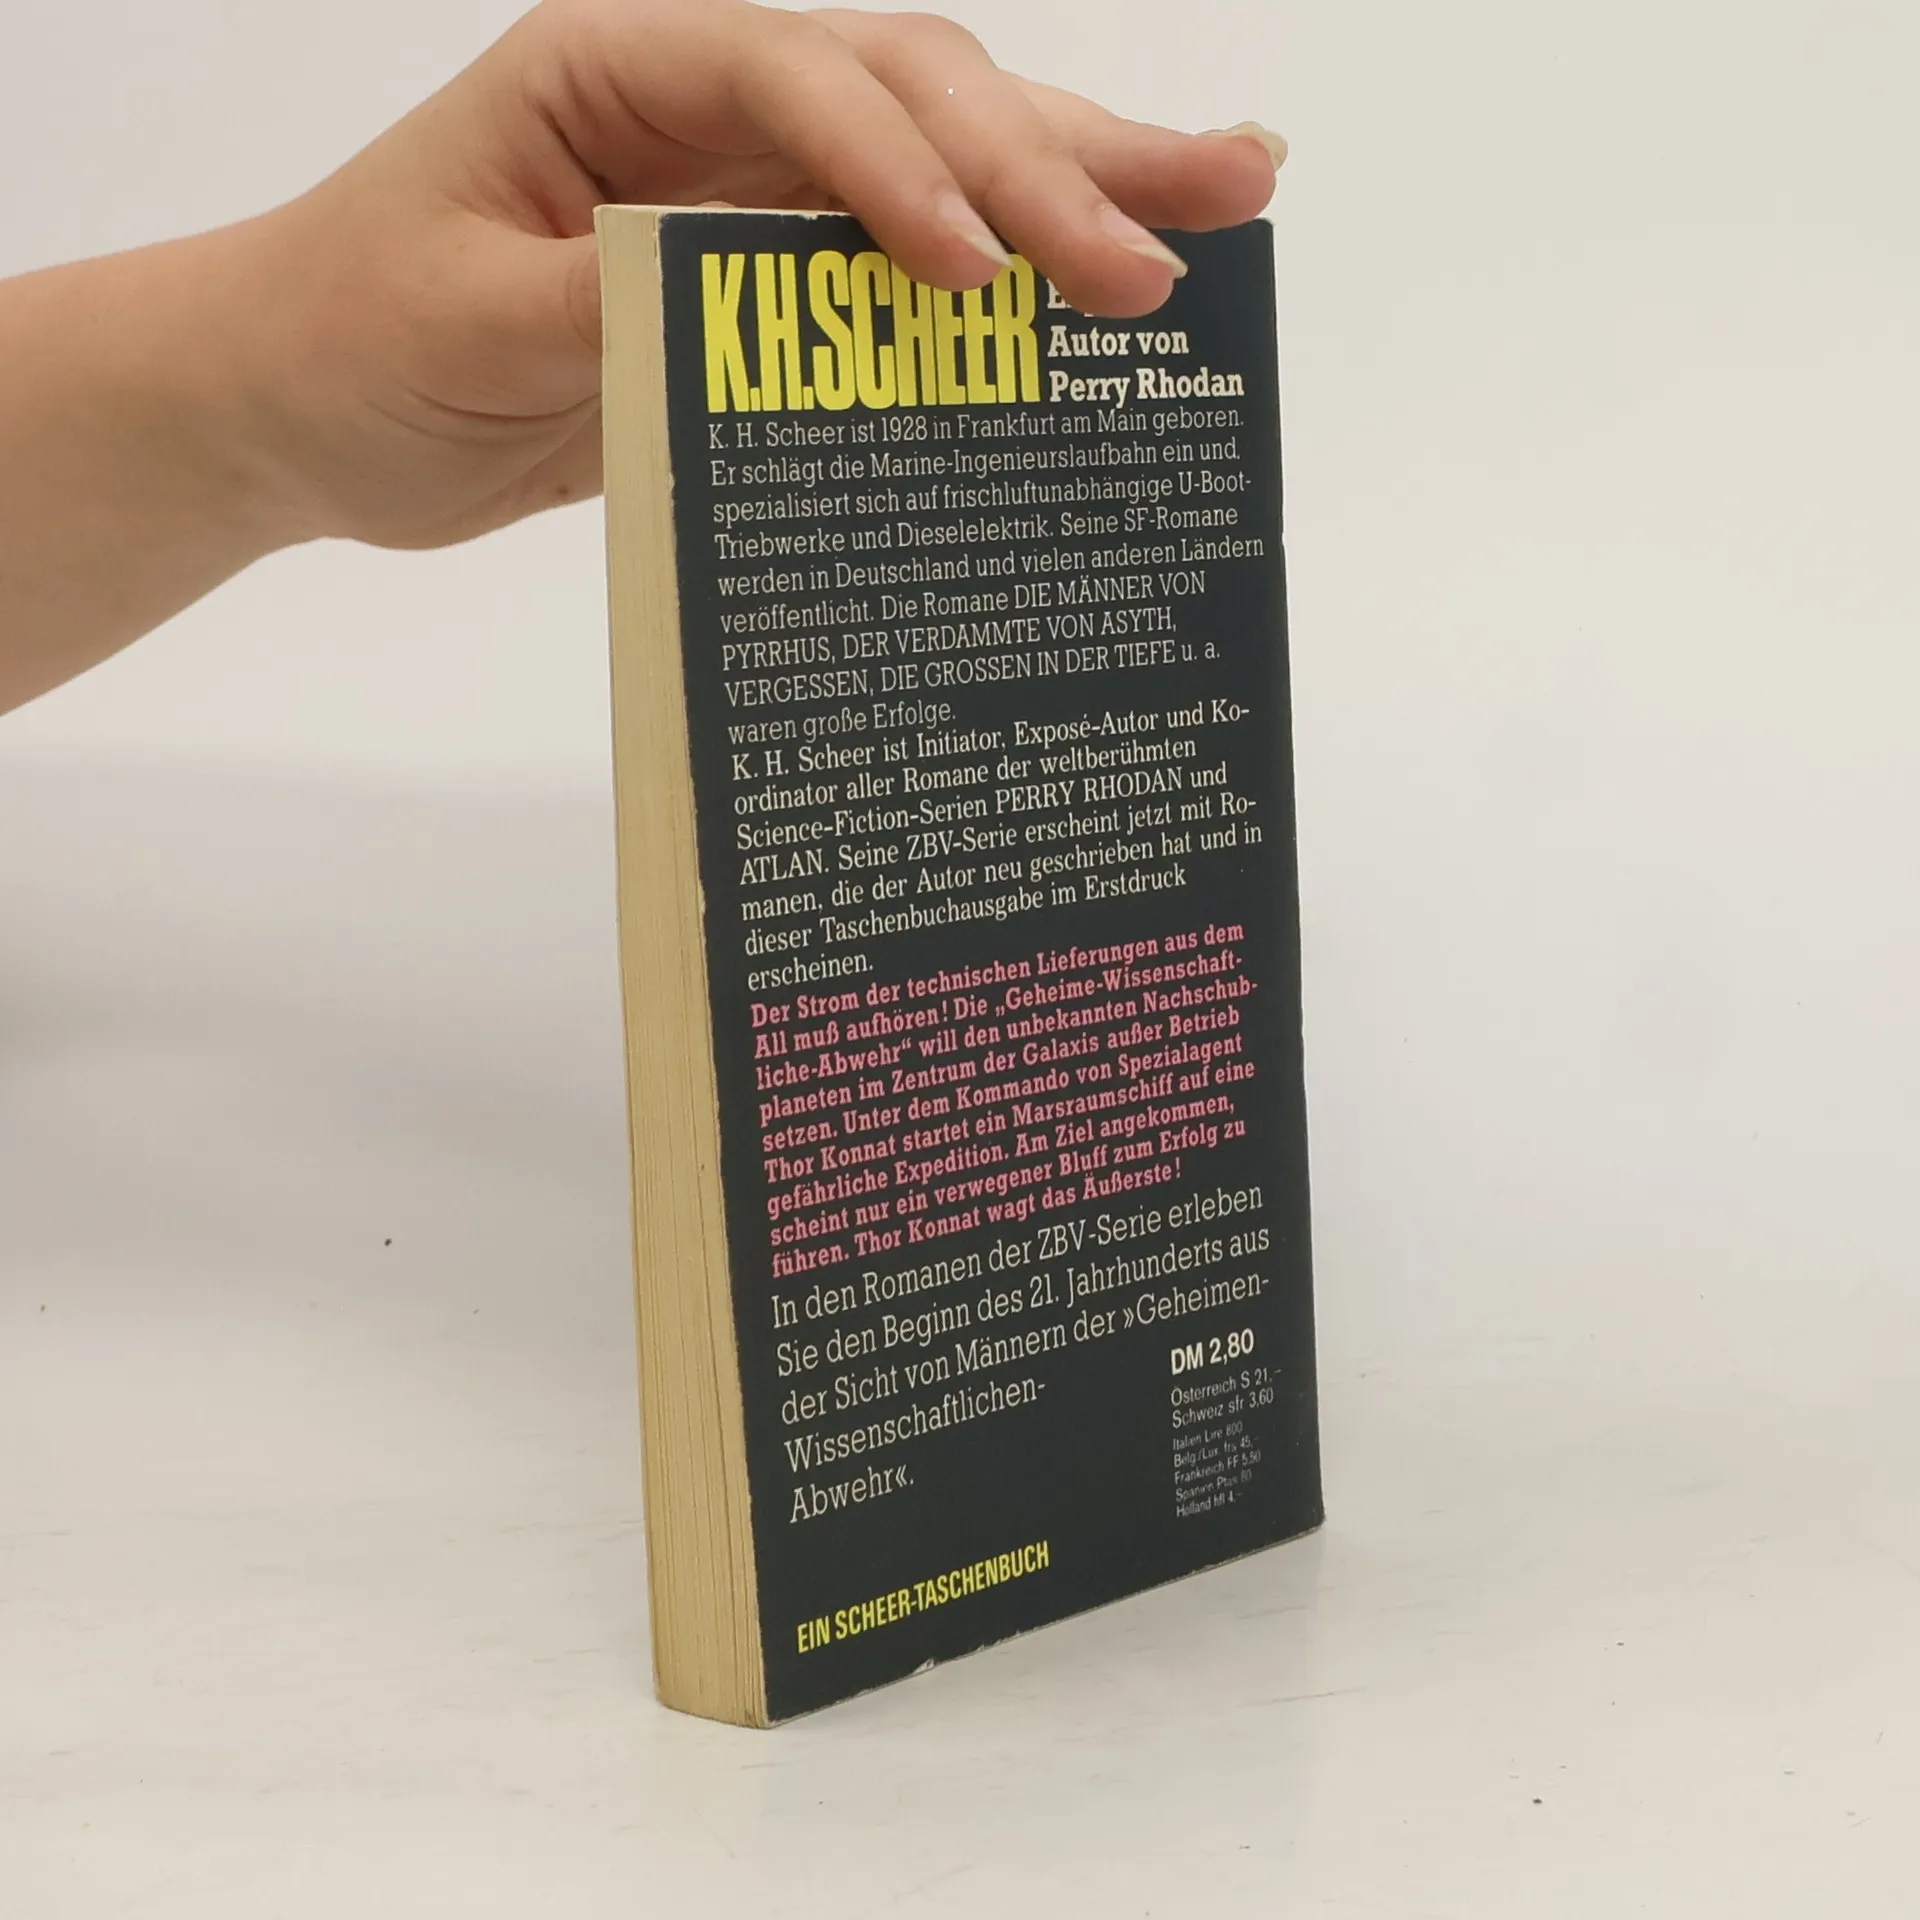 K.H.SCHEER
Autor von
Perry Rhodan
K. H. Scheer ist 1928 in Frankfurt am Main geboren.
Er schlägt die Marine-Ingenieurslaufbahn ein und
spezialisiert sich auf frischluftunabhängige U-Boot-
Triebwerke und Dieselelektrik. Seine SF-Romane
werden in Deutschland und vielen anderen Ländern
veröffentlicht. Die Romane DIE MÄNNER VON
PYRRHUS, DER VERDAMMTE VON ASYTH,
VERGESSEN, DIE GROSSEN IN DER TIEFE u. a.
waren große Erfolge.
K. H. Scheer ist Initiator, Exposé-Autor und Ko-
ordinator aller Romane der weltberühmten
Science-Fiction-Serien PERRY RHODAN und
ATLAN. Seine ZBV-Serie erscheint jetzt mit Ro-
manen, die der Autor neu geschrieben hat und in
dieser Taschenbuchausgabe im Erstdruck
erscheinen.
Der Strom der technischen Lieferungen aus dem
All muß aufhören! Die „Geheime-Wissenschaft-
liche-Abwehr“ will den unbekannten Nachschub-
planeten im Zentrum der Galaxis außer Betrieb
setzen. Unter dem Kommando von Spezialagent
Thor Konnat startet ein Marsraumschiff auf eine
gefährliche Expedition. Am Ziel angekommen,
scheint nur ein verwegener Bluff zum Erfolg zu
führen. Thor Konnat wagt das Äußerste!
In den Romanen der ZBV-Serie erleben
Sie den Beginn des 21. Jahrhunderts aus
der Sicht von Männern der »Geheimen-
Wissenschaftlichen-
Abwehr«.
DM 2,80
Österreich S 21,-
Schweiz sfr 3,60
Italien Lire 800
Belg./Lux. frs 45,-
Frankreich FF 5,50
Spanien Ptas 80
Holland hfl 4,-
EIN SCHEER-TASCHENBUCH